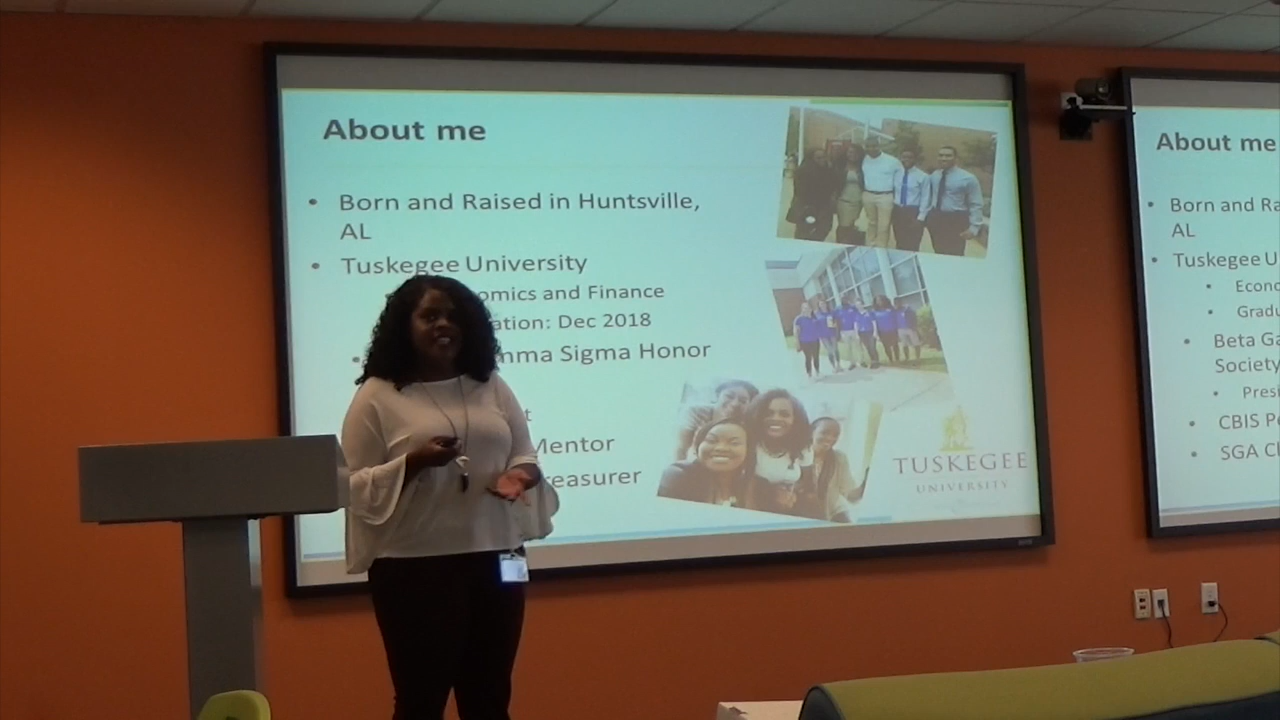 About me
• Born and Raised in Huntsville,
AL
• Tuskegee University
omics and Finance
ation: Dec 2018
• mma Sigma Honor
t
Mentor
reasurer
TUSKEGEE
UNIVERSITY
About me
• Born and Ra
AL
• Tuskegee U
• Econo
• Gradu
• Beta Ga
Society
• Presi
• CBIS Pe
• SGA Cl